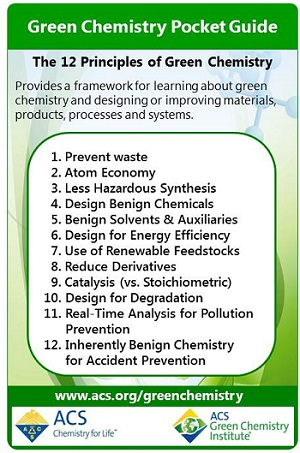 Green Chemistry Pocket Guide
The 12 Principles of Green Chemistry
Provides a framework for learning about green
chemistry and designing or improving materials,
products, processes and systems.
1. Prevent waste
2. Atom Economy
3. Less Hazardous Synthesis
4. Design Benign Chemicals
5. Benign Solvents & Auxiliaries
6. Design for Energy Efficiency
7. Use of Renewable Feedstocks
8. Reduce Derivatives
9. Catalysis (vs. Stoichiometric)
10. Design for Degradation
11. Real-Time Analysis for Pollution
Prevention
12. Inherently Benign Chemistry
for Accident Prevention
www.acs.org/greenchemistry
ACS
Chemistry for Life™
ACS
Green Chemistry
Institute®